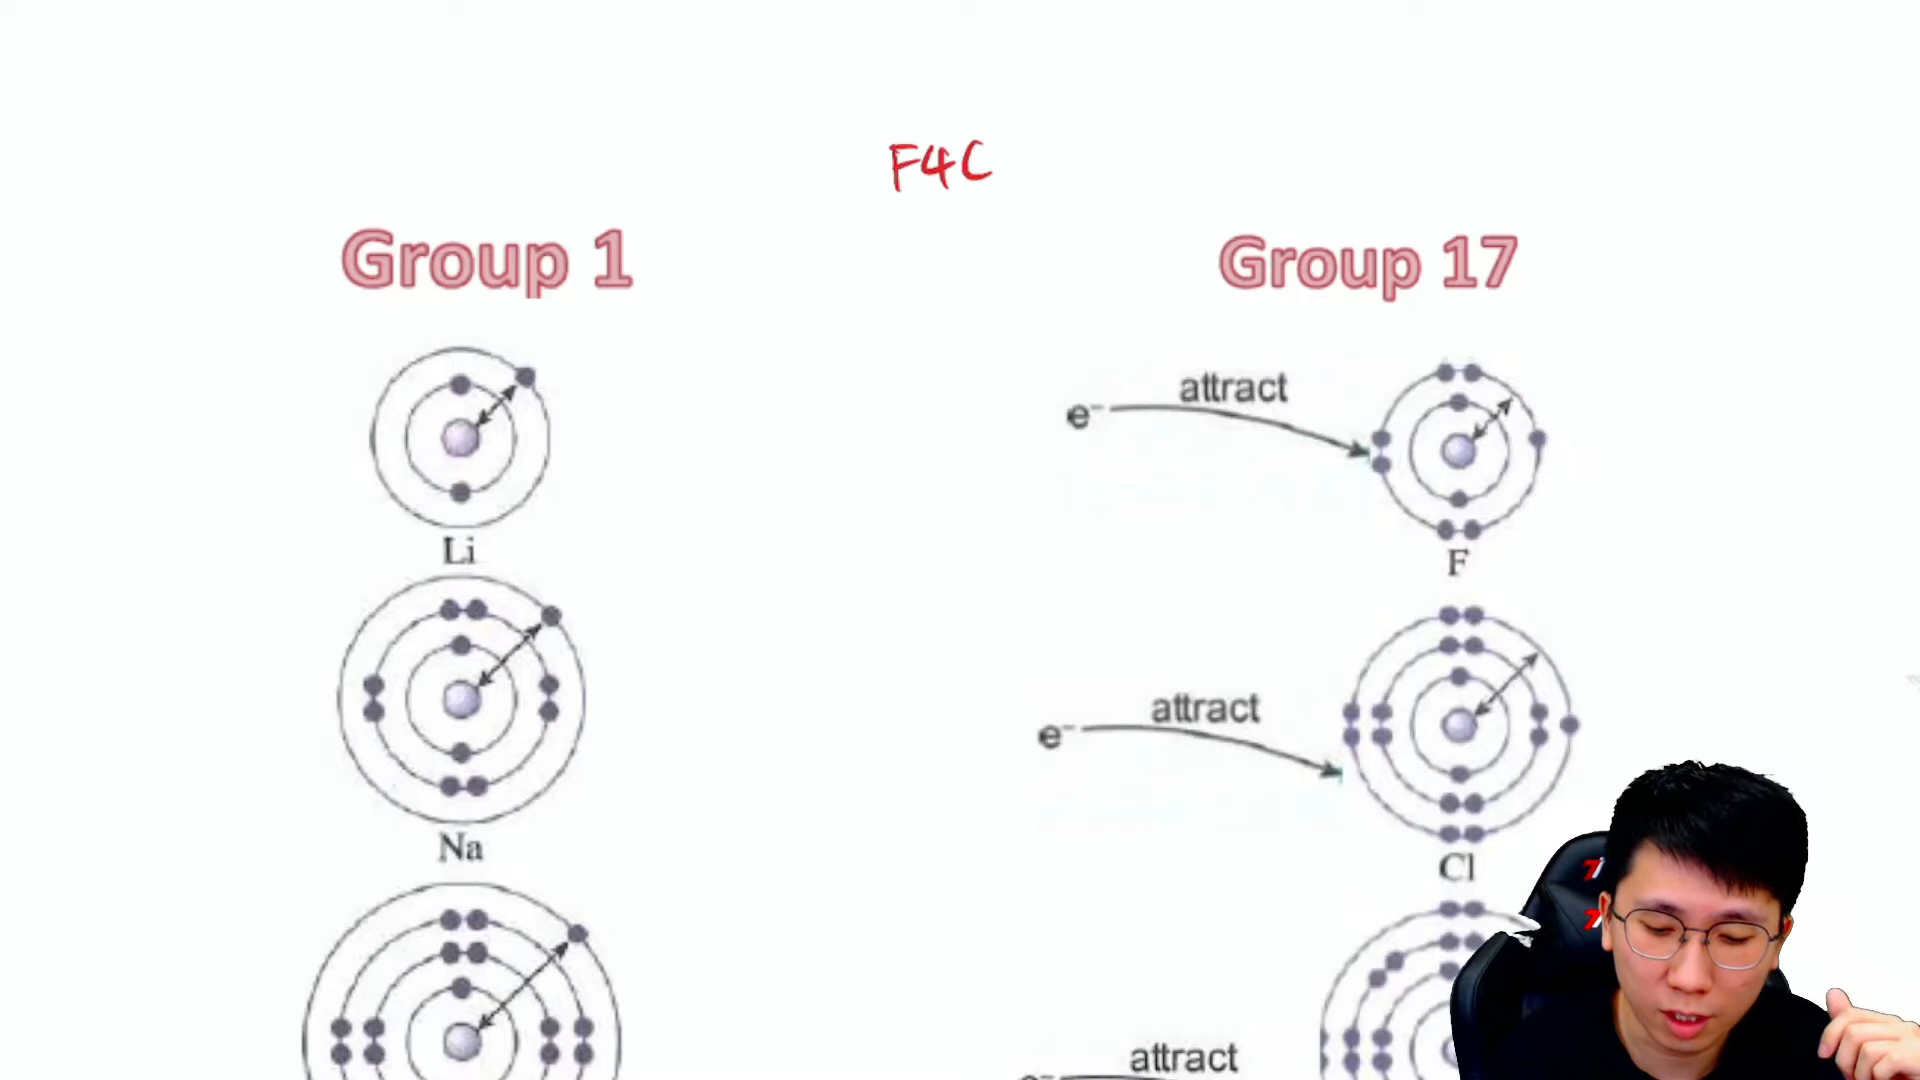 F4C
Group 1
Group 17
attract
e⁻
F
Li
attract
e⁻
Cl
Na
attract